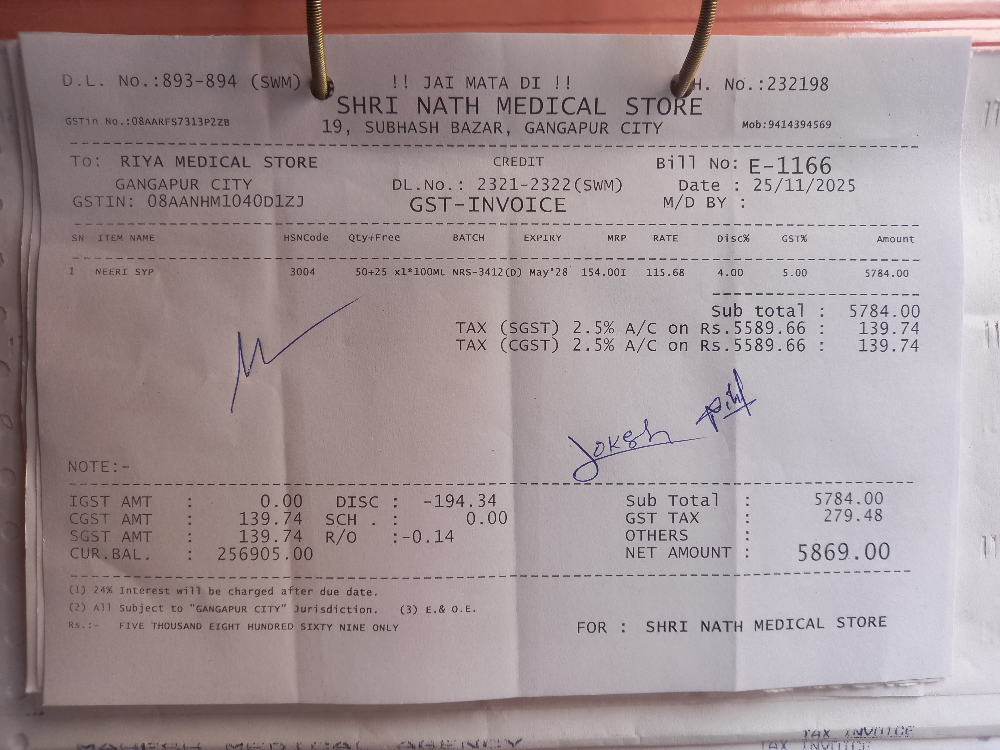 D.L. No.:893-894 (SWM) !! JAI MATA DI !! H. No.:232198
SHRI NATH MEDICAL STORE
GSTin No.:08AARFS7313P2ZB 19, SUBHASH BAZAR, GANGAPUR CITY Mob:9414394569
To: RIYA MEDICAL STORE CREDIT Bill No: E-1166
GANGAPUR CITY DL.No.: 2321-2322(SWM) Date : 25/11/2025
GSTIN: 08AANHM1040D1ZJ GST-INVOICE M/D BY :
SN ITEM NAME HSNCode Qty+Free BATCH EXPIRY MRP RATE Disc% GST% Amount
1 NEERI SYP 3004 50+25 x1*100ML NRS-3412(D) May'28 154.00I 115.68 4.00 5.00 5784.00
Sub total : 5784.00
TAX (SGST) 2.5% A/C on Rs.5589.66 : 139.74
TAX (CGST) 2.5% A/C on Rs.5589.66 : 139.74
NOTE:-
IGST AMT : 0.00 DISC : -194.34 Sub Total : 5784.00
CGST AMT : 139.74 SCH . : 0.00 GST TAX : 279.48
SGST AMT : 139.74 R/O :-0.14 OTHERS :
CUR.BAL. : 256905.00 NET AMOUNT : 5869.00
(1) 24% Interest will be charged after due date.
(2) All Subject to "GANGAPUR CITY" Jurisdiction. (3) E.& O.E.
Rs.:- FIVE THOUSAND EIGHT HUNDRED SIXTY NINE ONLY FOR : SHRI NATH MEDICAL STORE
TAX INVOICE